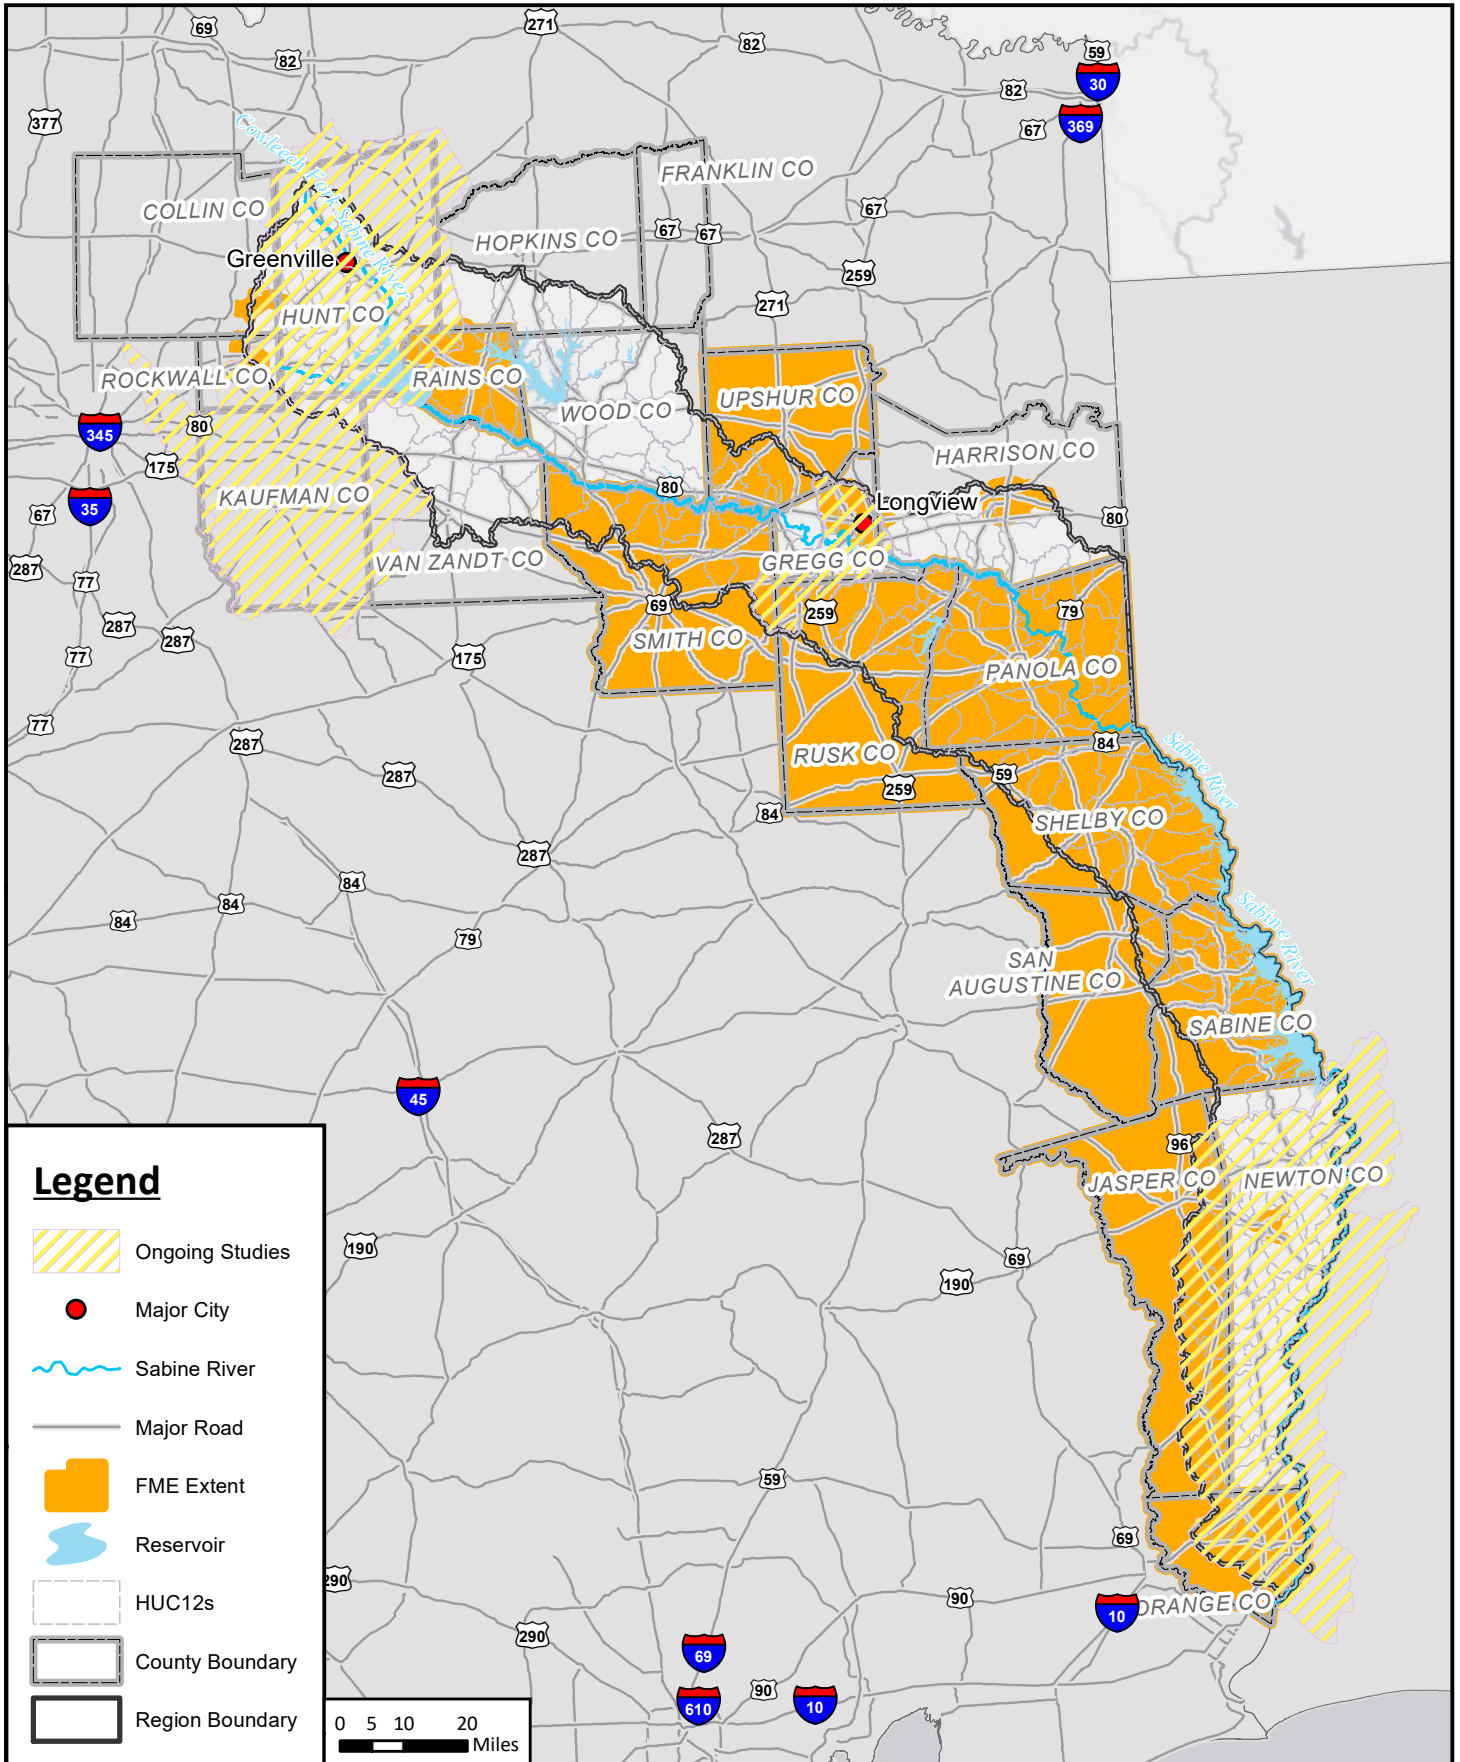 69
271
82
82
59
30
82
377
369
67
Cowleech Fork Sabine River
FRANKLIN CO
COLLIN CO
67
HOPKINS CO
67
67
Greenville
259
271
HUNT CO
ROCKWALL CO
RAINS CO
UPSHUR CO
WOOD CO
345
80
HARRISON CO
175
80
KAUFMAN CO
35
67
Longview
80
VAN ZANDT CO
GREGG CO
287
77
69
259
79
287
287
SMITH CO
77
175
PANOLA CO
77
287
84
Sabine River
RUSK CO
287
59
259
84
SHELBY CO
287
84
84
84
79
Sabine River
SAN
AUGUSTINE CO
SABINE CO
45
287
96
JASPER CO
NEWTON CO
190
69
190
59
69
290
90
10
ORANGE CO
290
69
90
610
10
Legend
Ongoing Studies
Major City
Sabine River
Major Road
FME Extent
Reservoir
HUC12s
County Boundary
Region Boundary
0 5 10 20
Miles